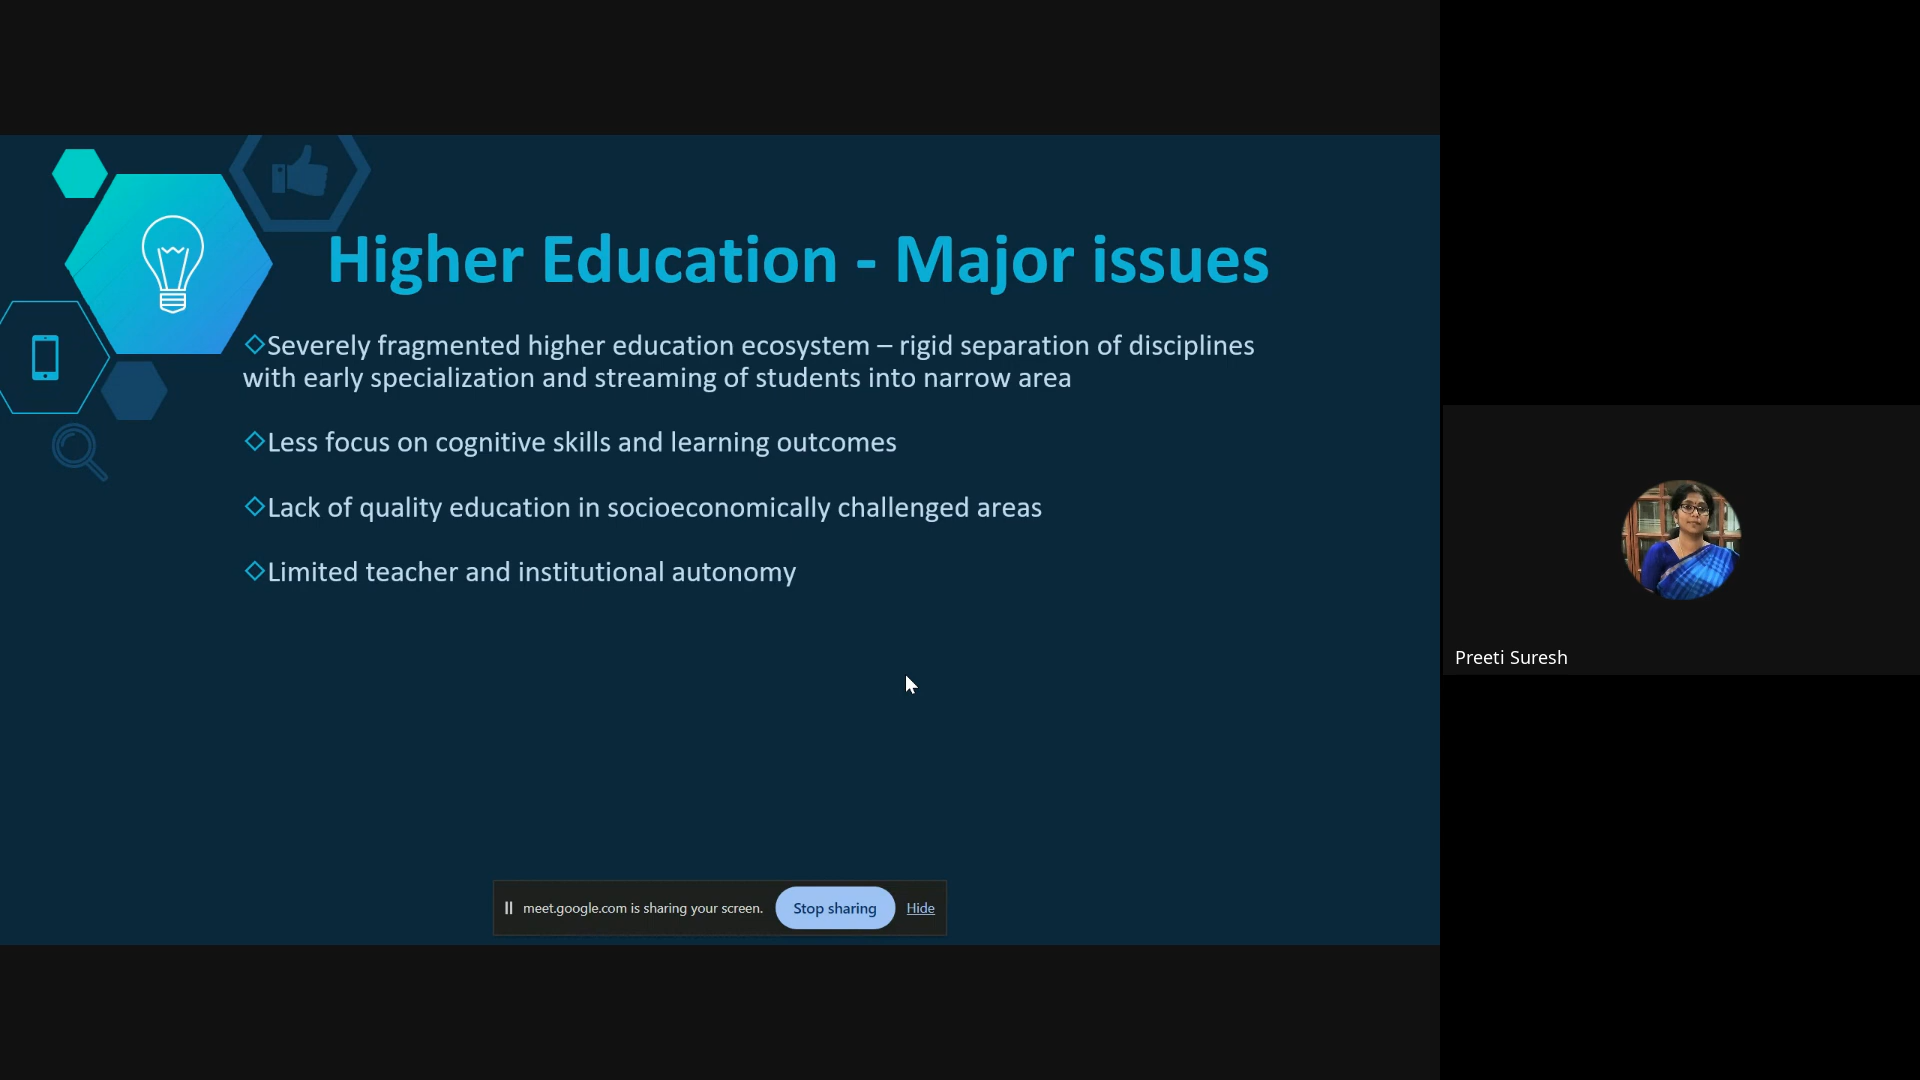 Higher Education - Major issues
◇Severely fragmented higher education ecosystem – rigid separation of disciplines
with early specialization and streaming of students into narrow area
◇Less focus on cognitive skills and learning outcomes
◇Lack of quality education in socioeconomically challenged areas
◇Limited teacher and institutional autonomy
Preeti Suresh
meet.google.com is sharing your screen. Stop sharing Hide